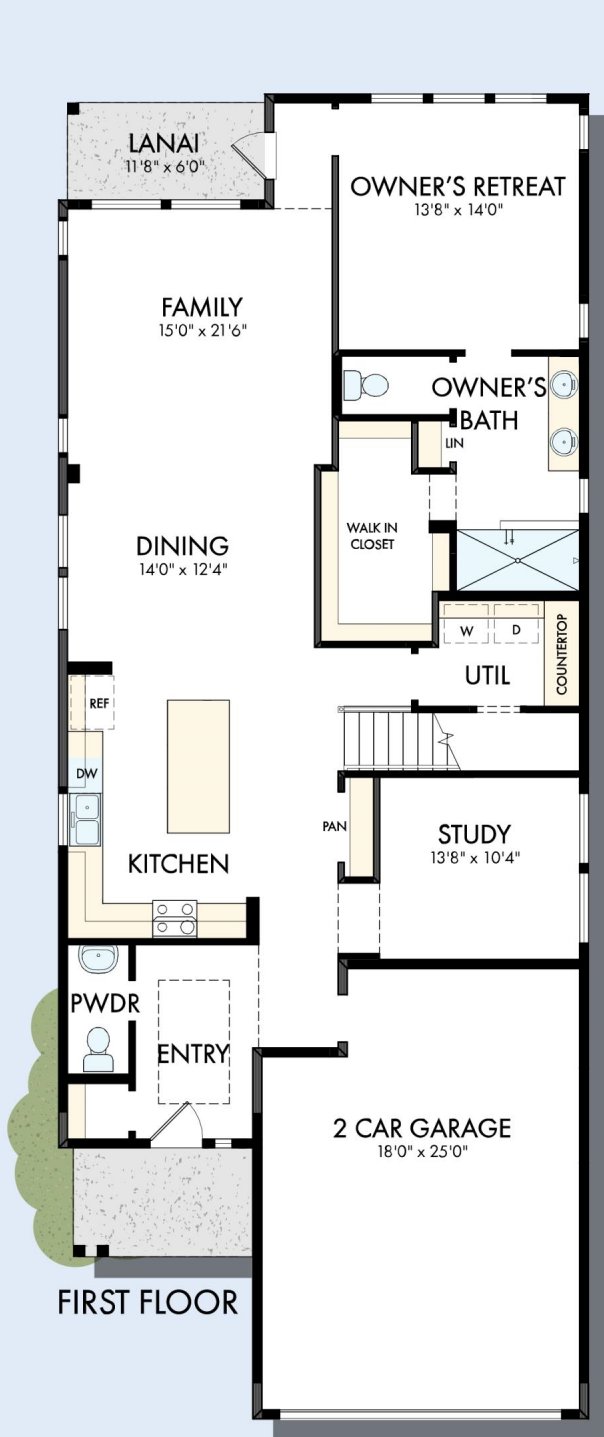 LANAI
11'8" x 6'0"
OWNER'S RETREAT
13'8" x 14'0"
FAMILY
15'0" x 21'6"
OWNER'S
BATH
LIN
WALK IN
CLOSET
DINING
14'0" x 12'4"
W
D
COUNTERTOP
UTIL
REF
DW
PAN
STUDY
13'8" x 10'4"
KITCHEN
PWDR
ENTRY
2 CAR GARAGE
18'0" x 25'0"
FIRST FLOOR